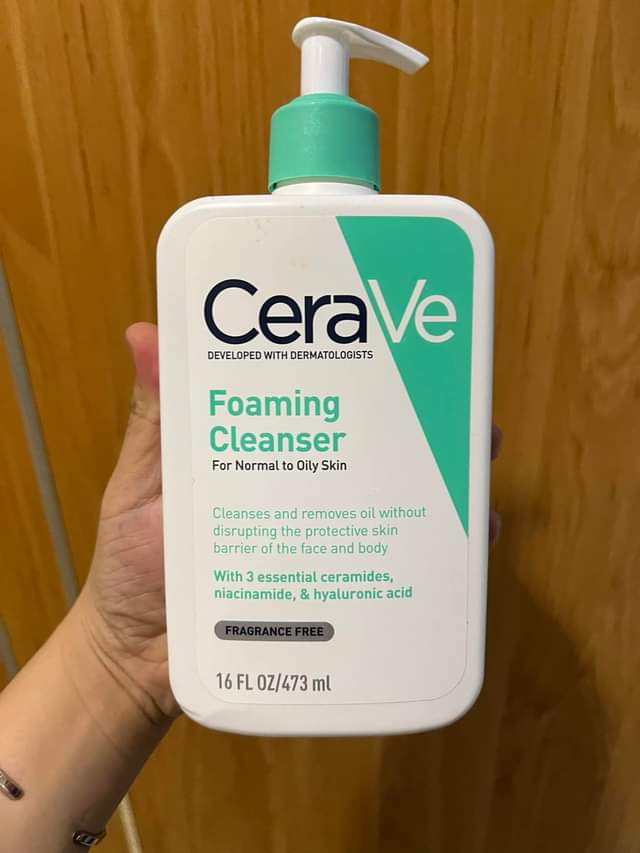 CeraVe
DEVELOPED WITH DERMATOLOGISTS
Foaming
Cleanser
For Normal to Oily Skin
Cleanses and removes oil without
disrupting the protective skin
barrier of the face and body
With 3 essential ceramides,
niacinamide, & hyaluronic acid
FRAGRANCE FREE
16 FL OZ/473 ml